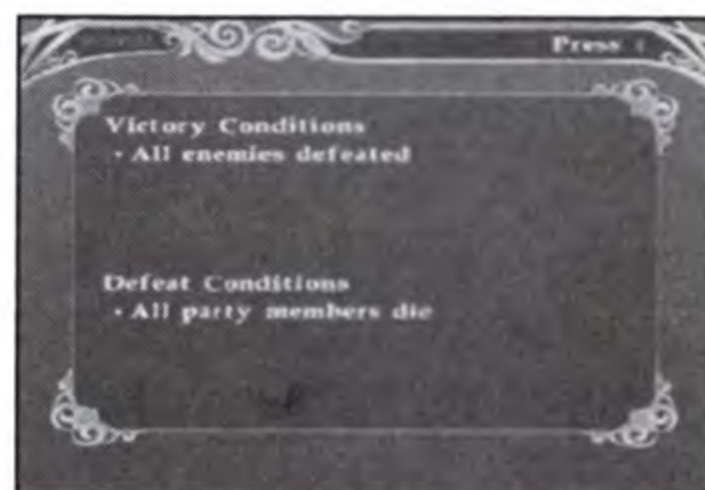 Press
Victory Conditions
・All enemies defeated
Defeat Conditions
・All party members die